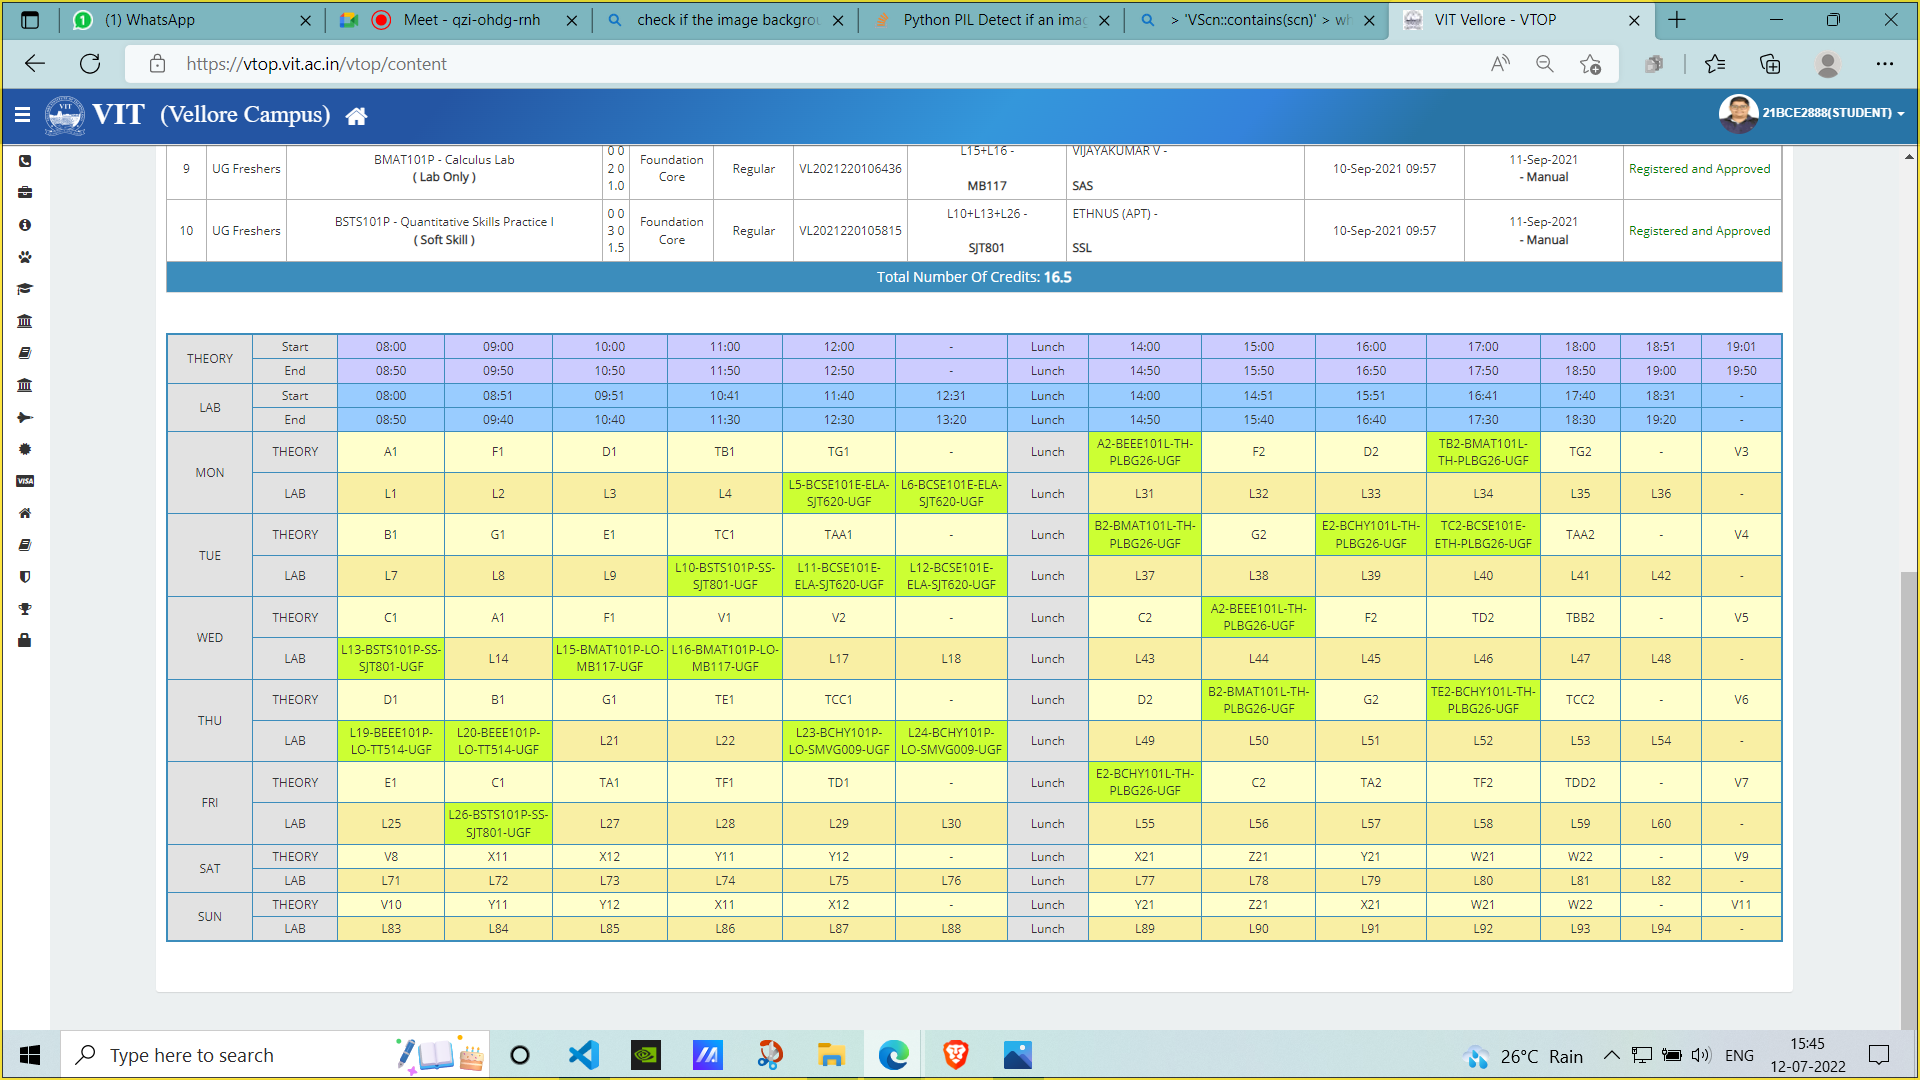 (1) WhatsApp
Meet - qzi-ohdg-rnh
check if the image backgrou
Python PIL Detect if an imag
> 'VScn::contains(scn)' > wh
VIT Vellore - VTOP
https://vtop.vit.ac.in/vtop/content
VIT (Vellore Campus)
21BCE2888(STUDENT)
9 UG Freshers BMAT101P - Calculus Lab ( Lab Only ) 0 0 2 0 1.0 Foundation Core Regular VL2021220106436 L15+L16 - MB117 VIJAYAKUMAR V - SAS 10-Sep-2021 09:57 11-Sep-2021 - Manual Registered and Approved
10 UG Freshers BSTS101P - Quantitative Skills Practice I ( Soft Skill ) 0 0 3 0 1.5 Foundation Core Regular VL2021220105815 L10+L13+L26 - SJT801 ETHNUS (APT) - SSL 10-Sep-2021 09:57 11-Sep-2021 - Manual Registered and Approved
Total Number Of Credits: 16.5
THEORY Start 08:00 09:00 10:00 11:00 12:00 - Lunch 14:00 15:00 16:00 17:00 18:00 18:51 19:01
End 08:50 09:50 10:50 11:50 12:50 - Lunch 14:50 15:50 16:50 17:50 18:50 19:00 19:50
LAB Start 08:00 08:51 09:51 10:41 11:40 12:31 Lunch 14:00 14:51 15:51 16:41 17:40 18:31 -
End 08:50 09:40 10:40 11:30 12:30 13:20 Lunch 14:50 15:40 16:40 17:30 18:30 19:20 -
MON THEORY A1 F1 D1 TB1 TG1 - Lunch A2-BEEE101L-TH-PLBG26-UGF F2 D2 TB2-BMAT101L-TH-PLBG26-UGF TG2 - V3
LAB L1 L2 L3 L4 L5-BCSE101E-ELA-SJT620-UGF L6-BCSE101E-ELA-SJT620-UGF Lunch L31 L32 L33 L34 L35 L36 -
TUE THEORY B1 G1 E1 TC1 TAA1 - Lunch B2-BMAT101L-TH-PLBG26-UGF G2 E2-BCHY101L-TH-PLBG26-UGF TC2-BCSE101E-ETH-PLBG26-UGF TAA2 - V4
LAB L7 L8 L9 L10-BSTS101P-SS-SJT801-UGF L11-BCSE101E-ELA-SJT620-UGF L12-BCSE101E-ELA-SJT620-UGF Lunch L37 L38 L39 L40 L41 L42 -
WED THEORY C1 A1 F1 V1 V2 - Lunch C2 A2-BEEE101L-TH-PLBG26-UGF F2 TD2 TBB2 - V5
LAB L13-BSTS101P-SS-SJT801-UGF L14 L15-BMAT101P-LO-MB117-UGF L16-BMAT101P-LO-MB117-UGF L17 L18 Lunch L43 L44 L45 L46 L47 L48 -
THU THEORY D1 B1 G1 TE1 TCC1 - Lunch D2 B2-BMAT101L-TH-PLBG26-UGF G2 TE2-BCHY101L-TH-PLBG26-UGF TCC2 - V6
LAB L19-BEEE101P-LO-TT514-UGF L20-BEEE101P-LO-TT514-UGF L21 L22 L23-BCHY101P-LO-SMVG009-UGF L24-BCHY101P-LO-SMVG009-UGF Lunch L49 L50 L51 L52 L53 L54 -
FRI THEORY E1 C1 TA1 TF1 TD1 - Lunch E2-BCHY101L-TH-PLBG26-UGF C2 TA2 TF2 TDD2 - V7
LAB L25 L26-BSTS101P-SS-SJT801-UGF L27 L28 L29 L30 Lunch L55 L56 L57 L58 L59 L60 -
SAT THEORY V8 X11 X12 Y11 Y12 - Lunch X21 Z21 Y21 W21 W22 - V9
LAB L71 L72 L73 L74 L75 L76 Lunch L77 L78 L79 L80 L81 L82 -
SUN THEORY V10 Y11 Y12 X11 X12 - Lunch Y21 Z21 X21 W21 W22 - V11
LAB L83 L84 L85 L86 L87 L88 Lunch L89 L90 L91 L92 L93 L94 -
VISA
Type here to search
26°C Rain
ENG
15:45
12-07-2022